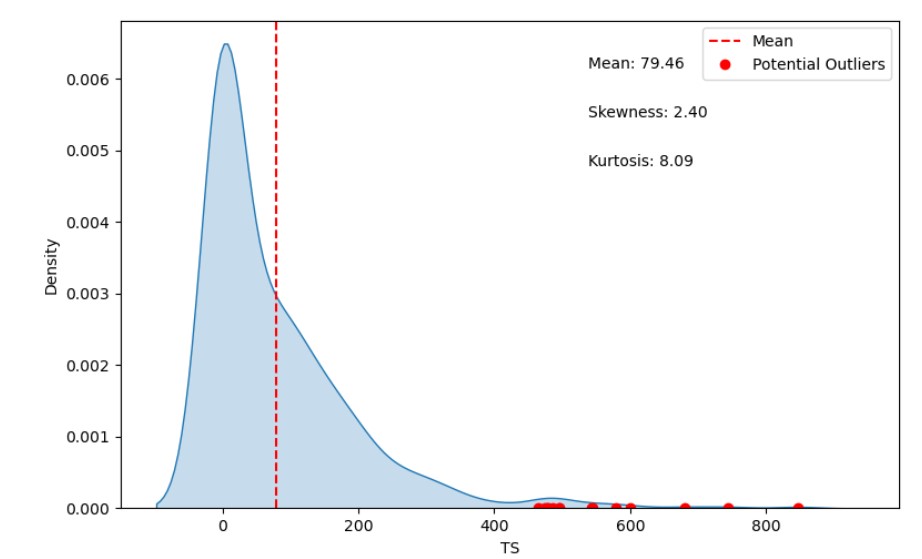 Mean
Potential Outliers
Mean: 79.46
Skewness: 2.40
Kurtosis: 8.09
Density
0.006
0.005
0.004
0.003
0.002
0.001
0.000
0 200 400 600 800
TS